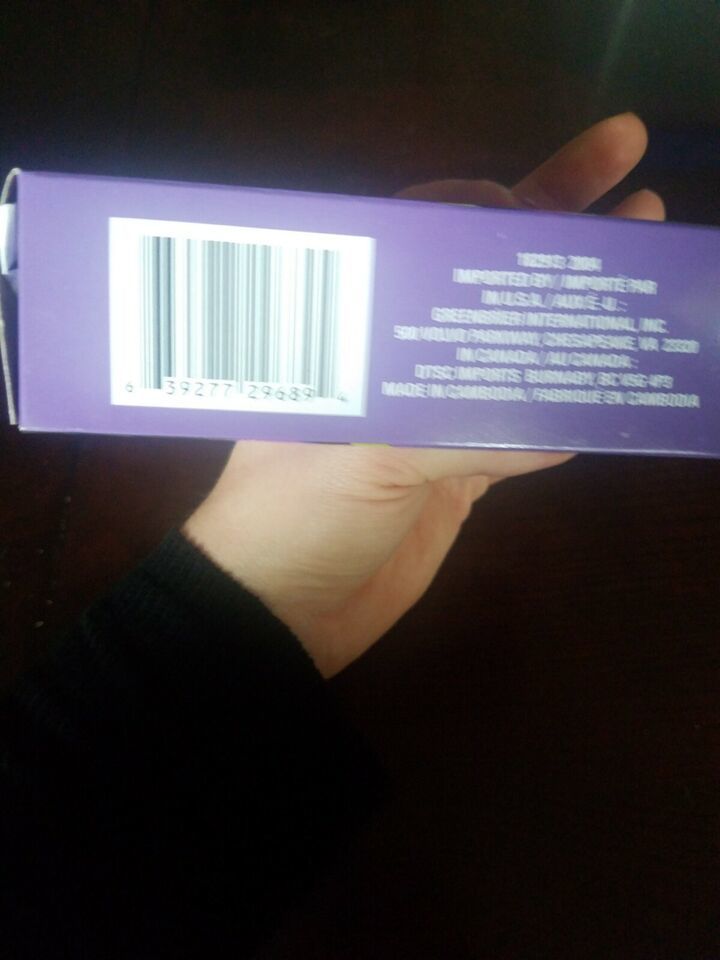 6 39277 29689 4
IMPORTED BY / IMPORTÉ PAR
IN U.S.A. / AUX É.-U.:
GREENBRIER INTERNATIONAL, INC.
500 VOLVO PARKWAY, CHESAPEAKE, VA 23320
IN CANADA / AU CANADA:
DTSC IMPORTS BURNABY, BC V5G 4P3
MADE IN CAMBODIA / FABRIQUÉ EN CAMBODIA